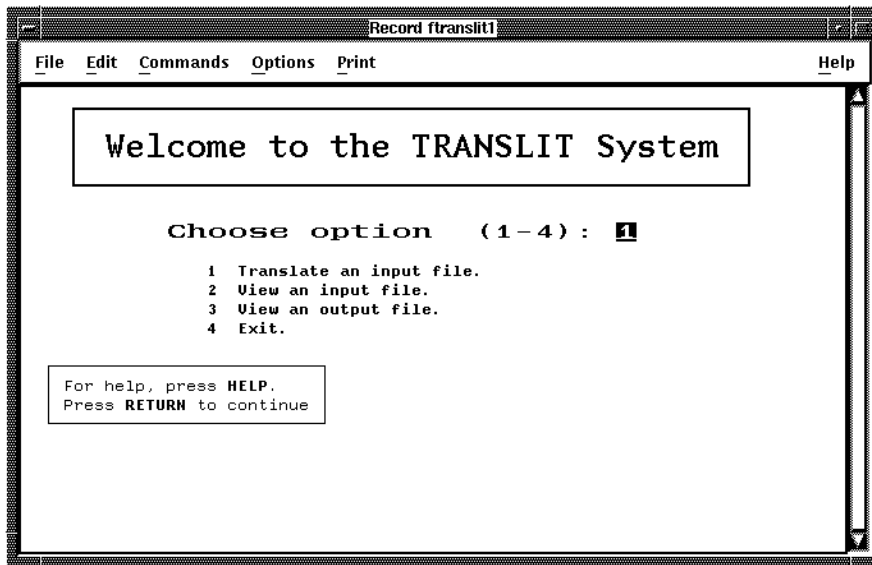 Record ftranslit1
File Edit Commands Options Print Help
Welcome to the TRANSLIT System
Choose option (1-4): 1
1 Translate an input file.
2 View an input file.
3 View an output file.
4 Exit.
For help, press HELP.
Press RETURN to continue